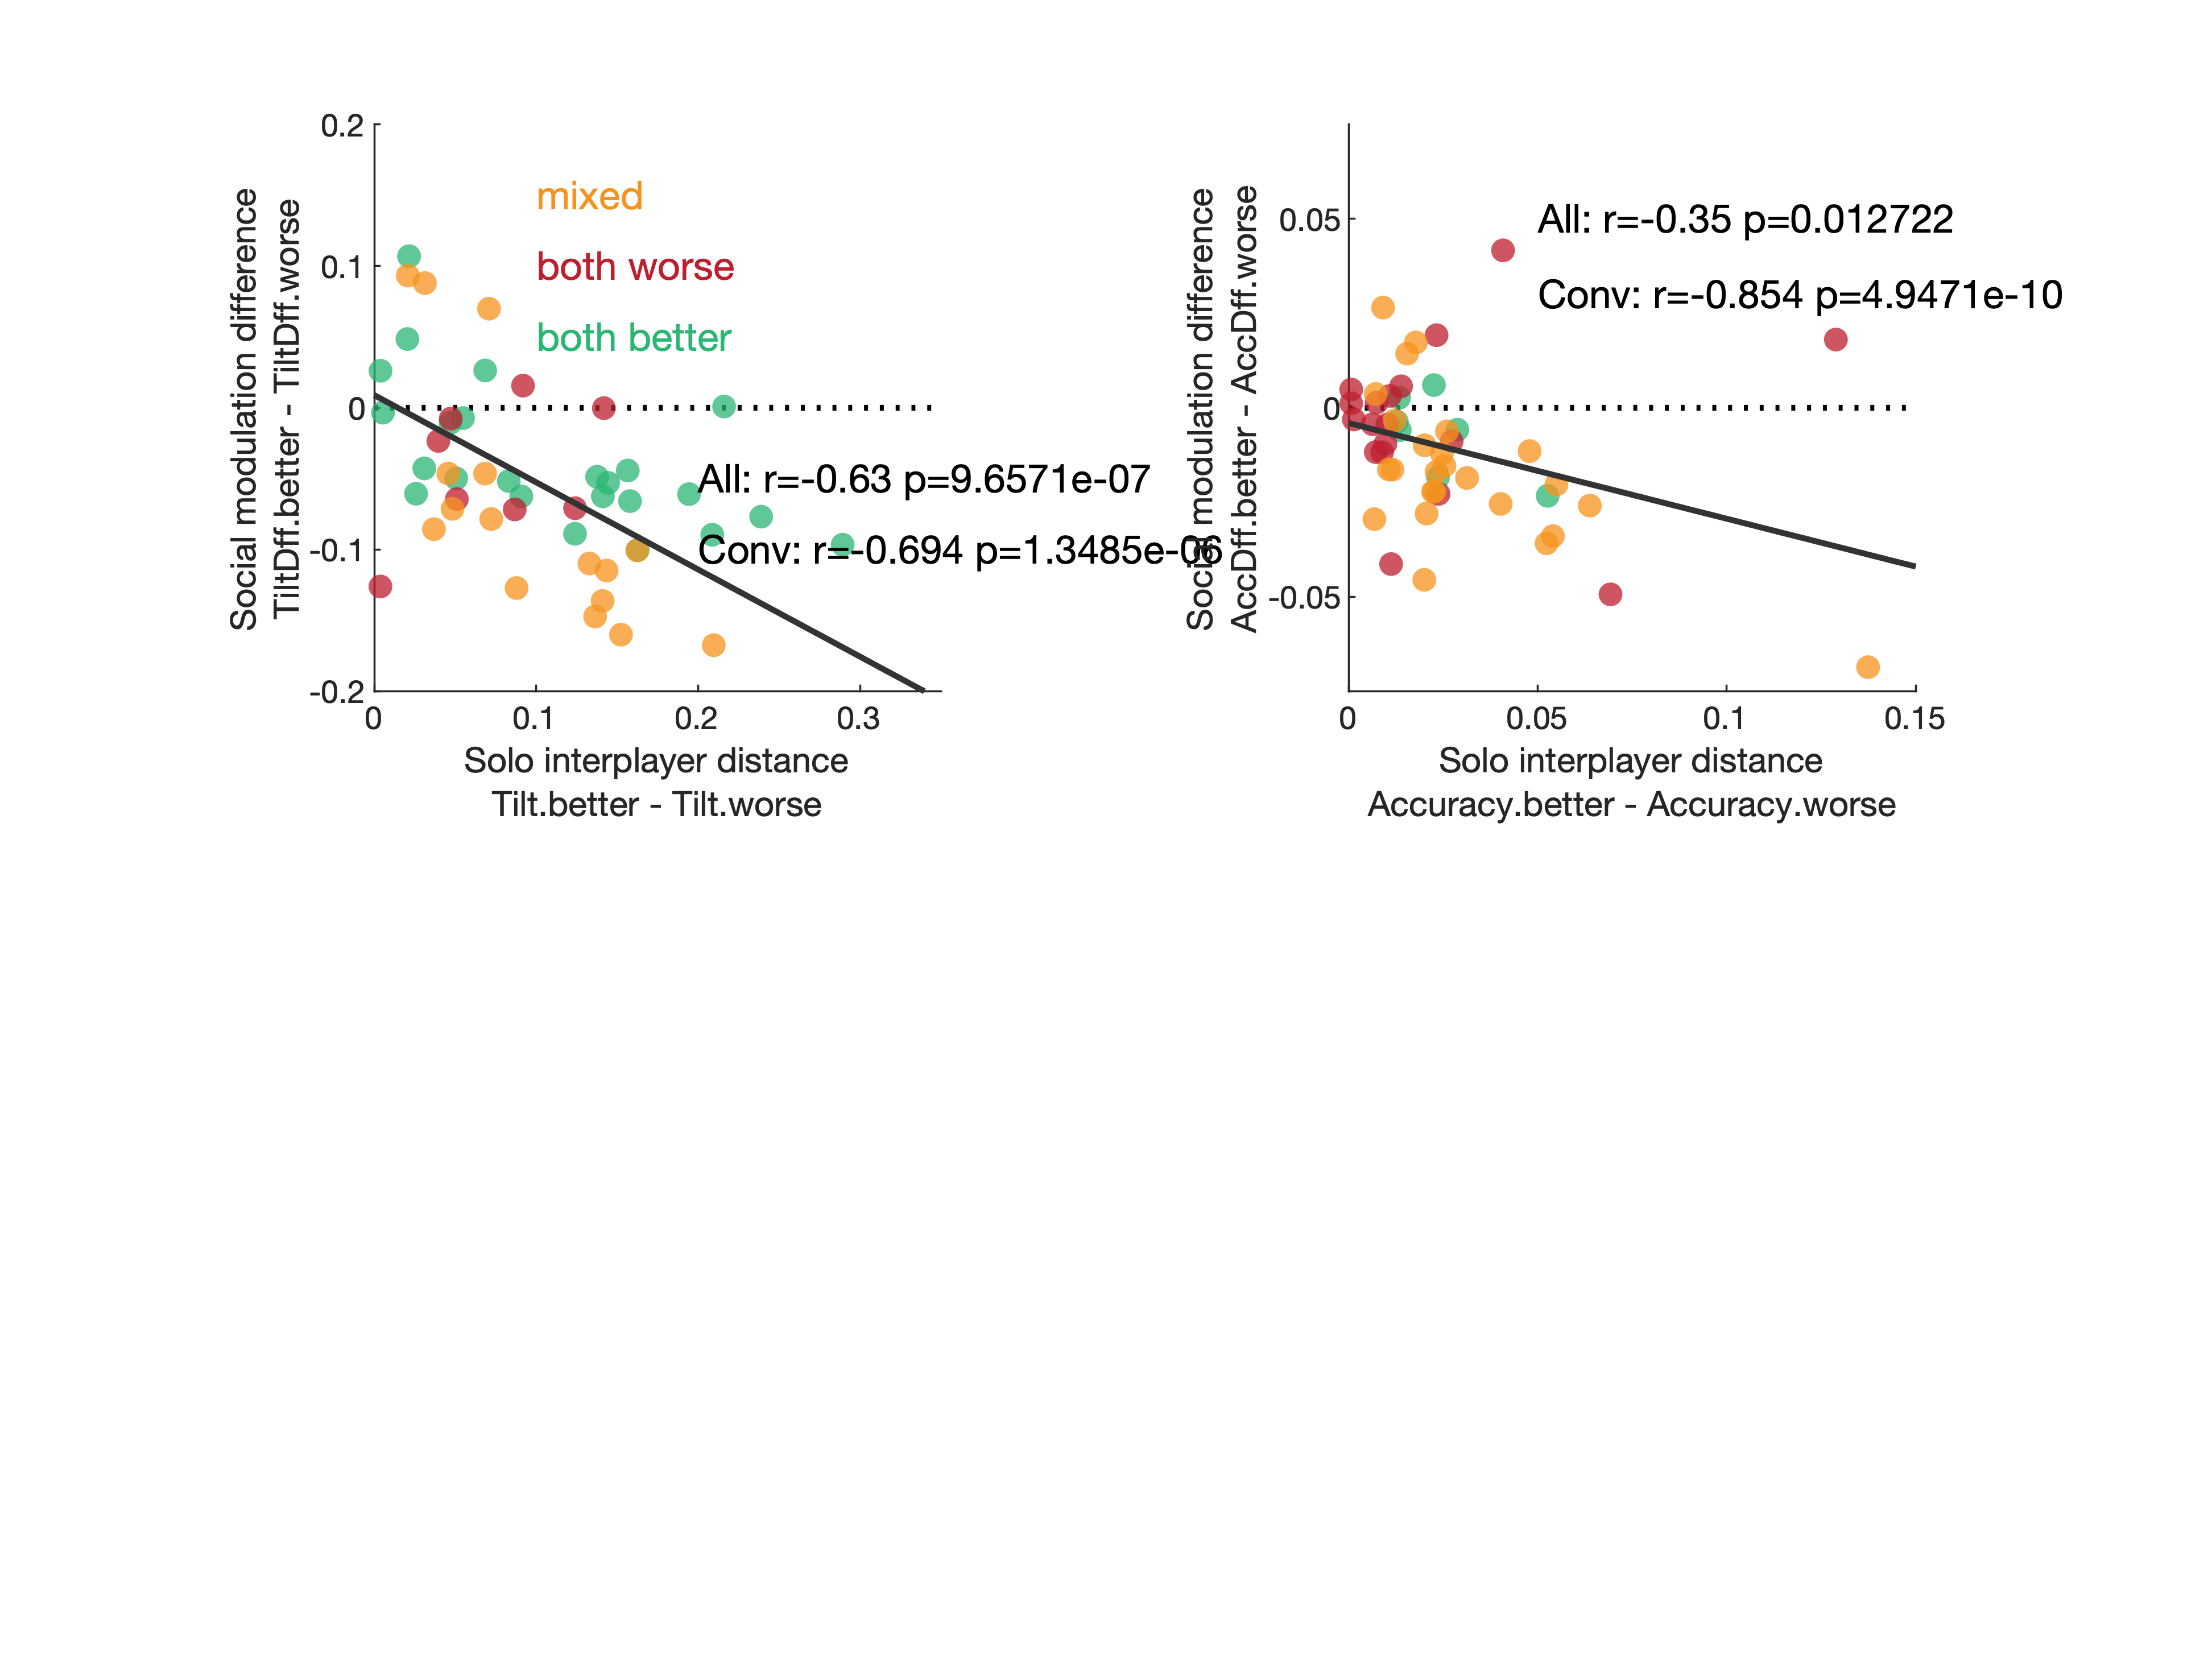 Social modulation difference
TiltDff.better - TiltDff.worse
0.2
0.1
0
-0.1
-0.2
mixed
both worse
both better
All: r=-0.63 p=9.6571e-07
Conv: r=-0.694 p=1.3485e-06
0
0.1
0.2
0.3
Solo interplayer distance
Tilt.better - Tilt.worse
Social modulation difference
AccDff.better - AccDff.worse
0.05
0
-0.05
All: r=-0.35 p=0.012722
Conv: r=-0.854 p=4.9471e-10
0
0.05
0.1
0.15
Solo interplayer distance
Accuracy.better - Accuracy.worse